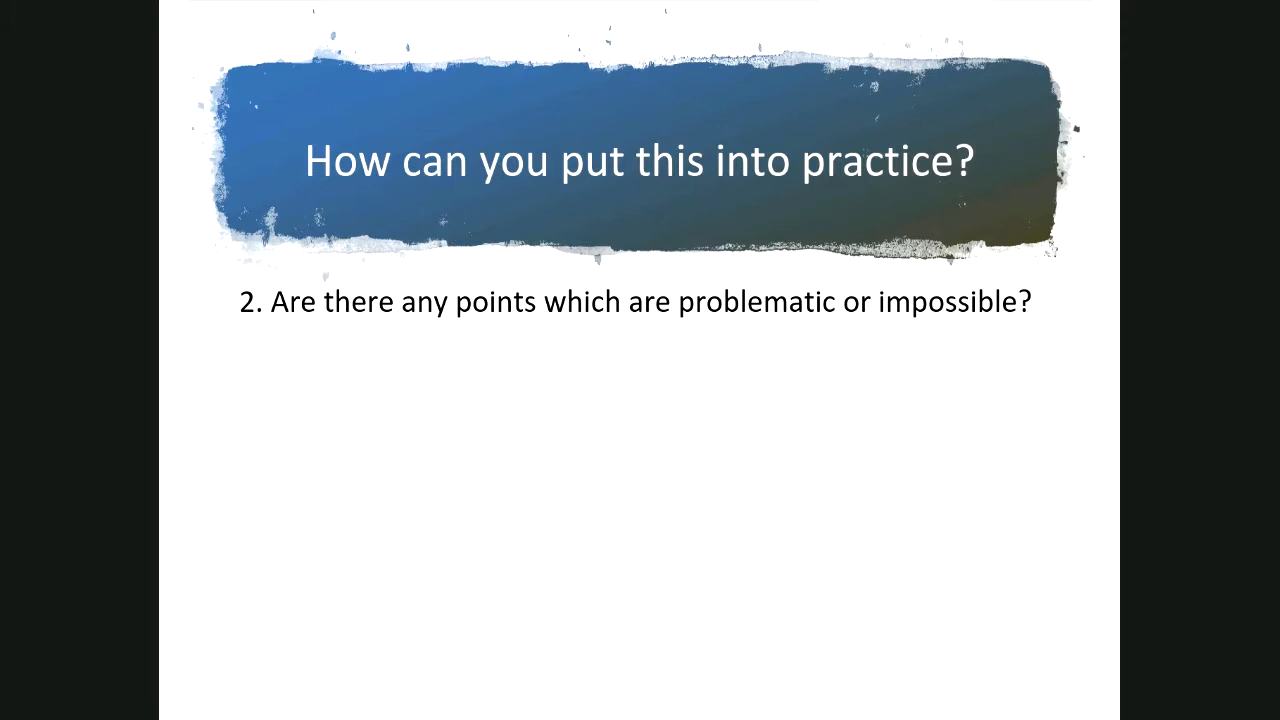 How can you put this into practice?
2. Are there any points which are problematic or impossible?